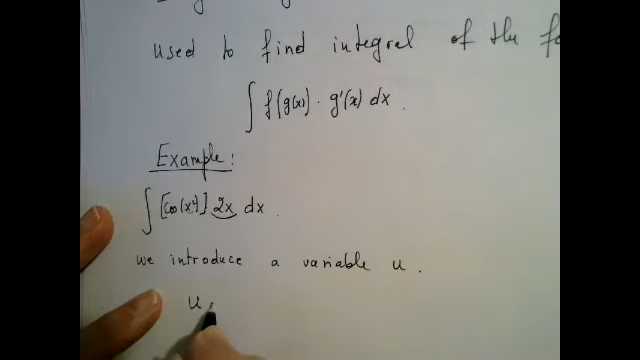 used to find integral of the
∫ f(g(x)) · g'(x) dx .
Example:
∫ [cos(x²)] 2x dx .
we introduce a variable u .
u